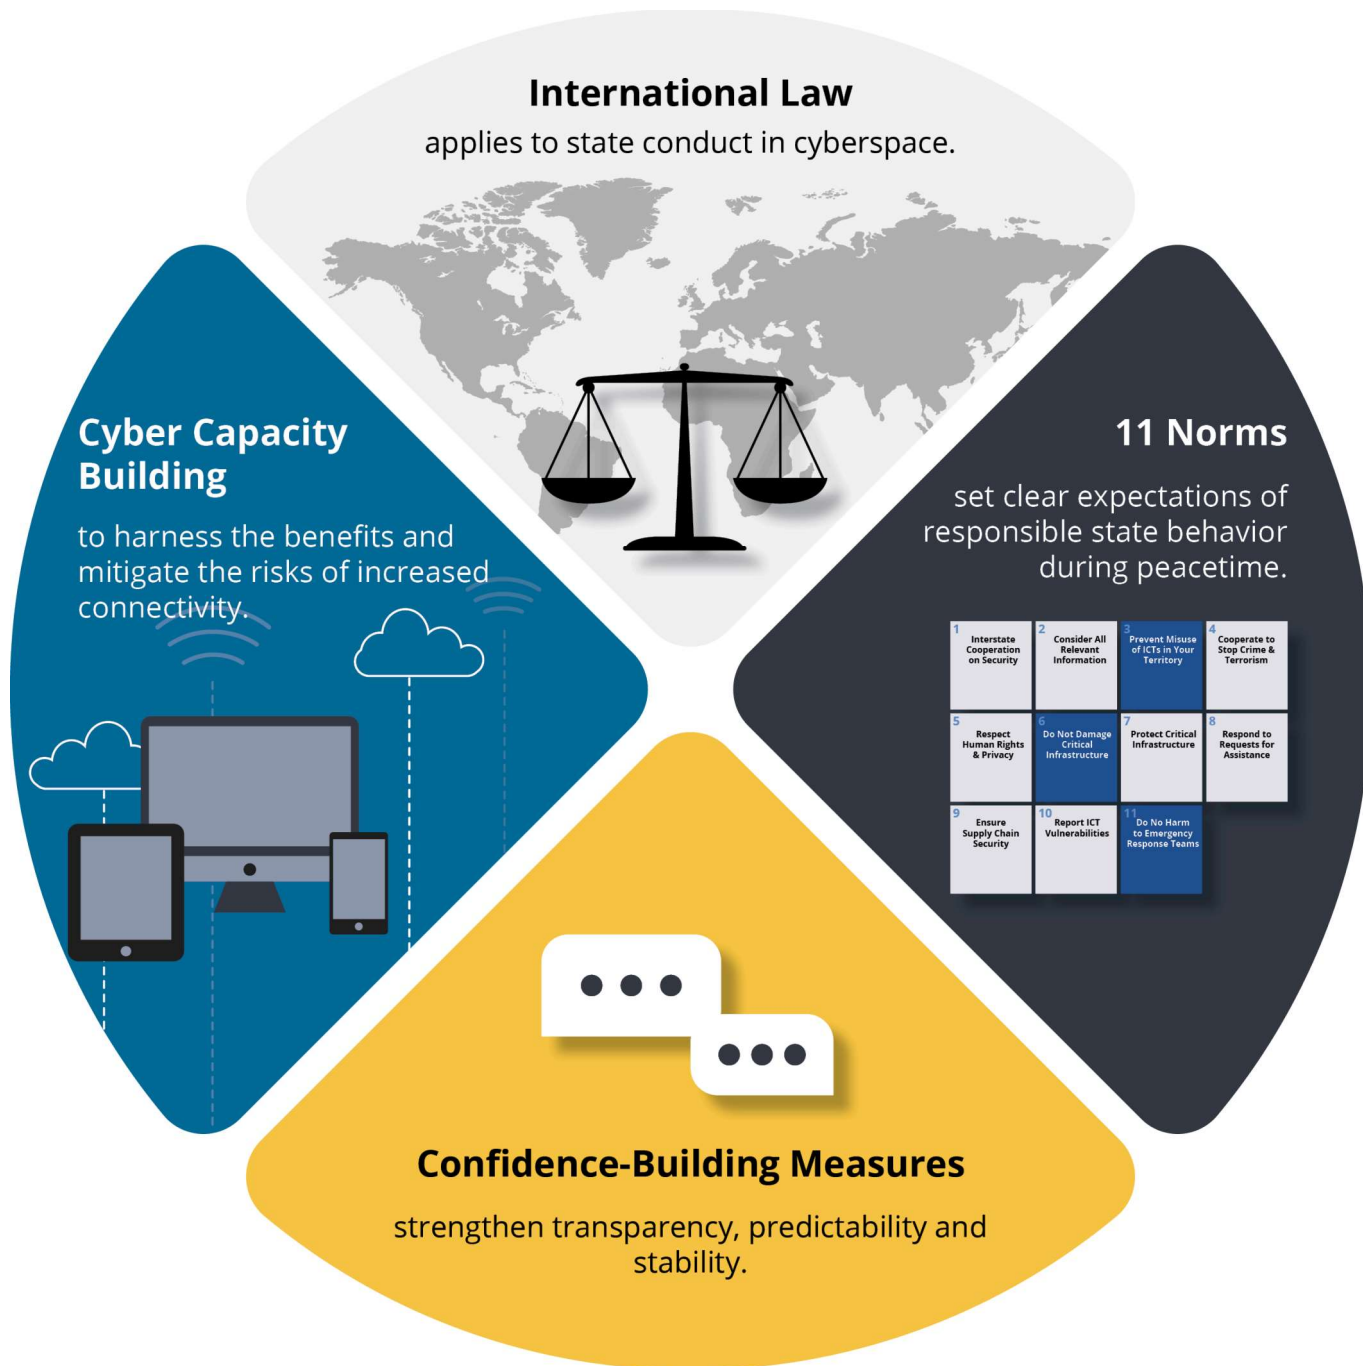 International Law
applies to state conduct in cyberspace.
Cyber Capacity
Building
to harness the benefits and
mitigate the risks of increased
connectivity.
11 Norms
set clear expectations of
responsible state behavior
during peacetime.
1
Interstate
Cooperation
on Security
2
Consider All
Relevant
Information
3
Prevent Misuse
of ICTs in Your
Territory
4
Cooperate to
Stop Crime &
Terrorism
5
Respect
Human Rights
& Privacy
6
Do Not Damage
Critical
Infrastructure
7
Protect Critical
Infrastructure
8
Respond to
Requests for
Assistance
9
Ensure
Supply Chain
Security
10
Report ICT
Vulnerabilities
11
Do No Harm
to Emergency
Response Teams
Confidence-Building Measures
strengthen transparency, predictability and
stability.